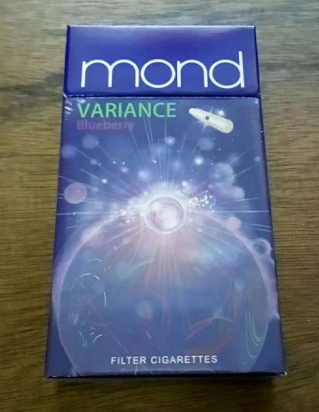 mond
VARIANCE
Blueberry
FILTER CIGARETTES